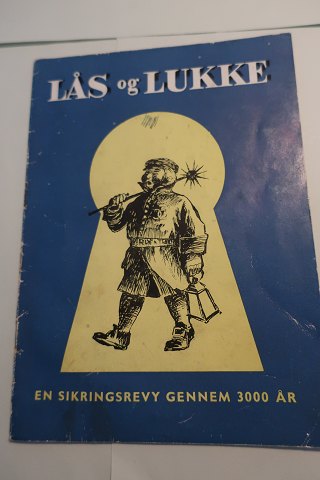 LÅS og LUKKE
EN SIKRINGSREVY GENNEM 3000 ÅR